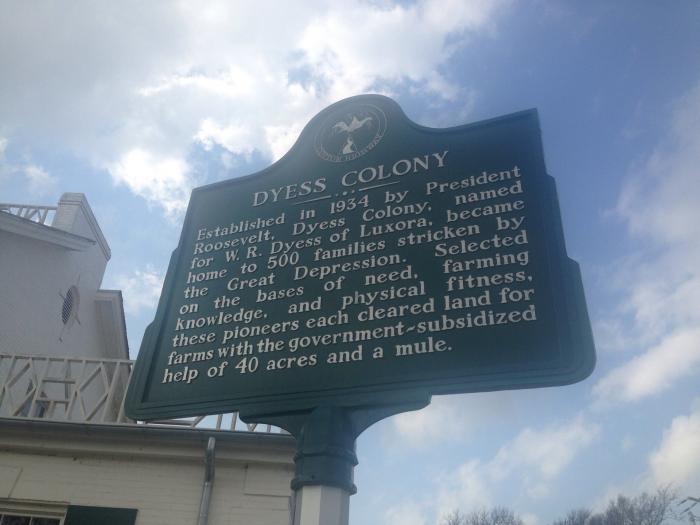 DYESS COLONY
Established in 1934 by President
Roosevelt, Dyess Colony, named
for W. R. Dyess of Luxora, became
home to 500 families stricken by
the Great Depression. Selected
on the bases of need, farming
knowledge, and physical fitness,
these pioneers each cleared land for
farms with the government-subsidized
help of 40 acres and a mule.